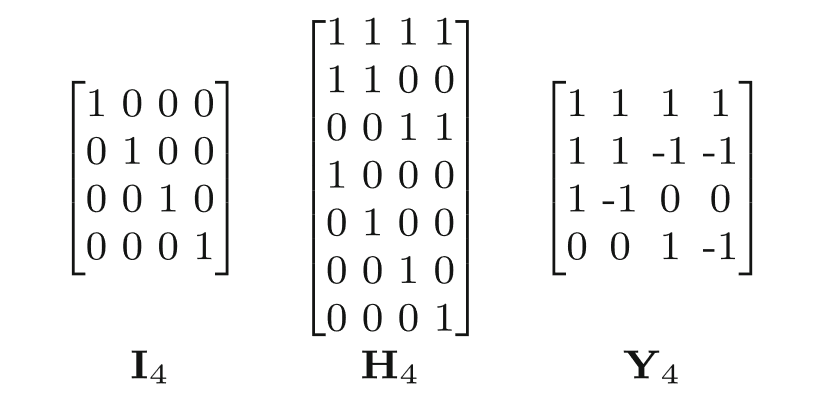 1 0 0 0
0 1 0 0
0 0 1 0
0 0 0 1
I₄
1 1 1 1
1 1 0 0
0 0 1 1
1 0 0 0
0 1 0 0
0 0 1 0
0 0 0 1
H₄
1 1 1 1
1 1 -1 -1
1 -1 0 0
0 0 1 -1
Y₄